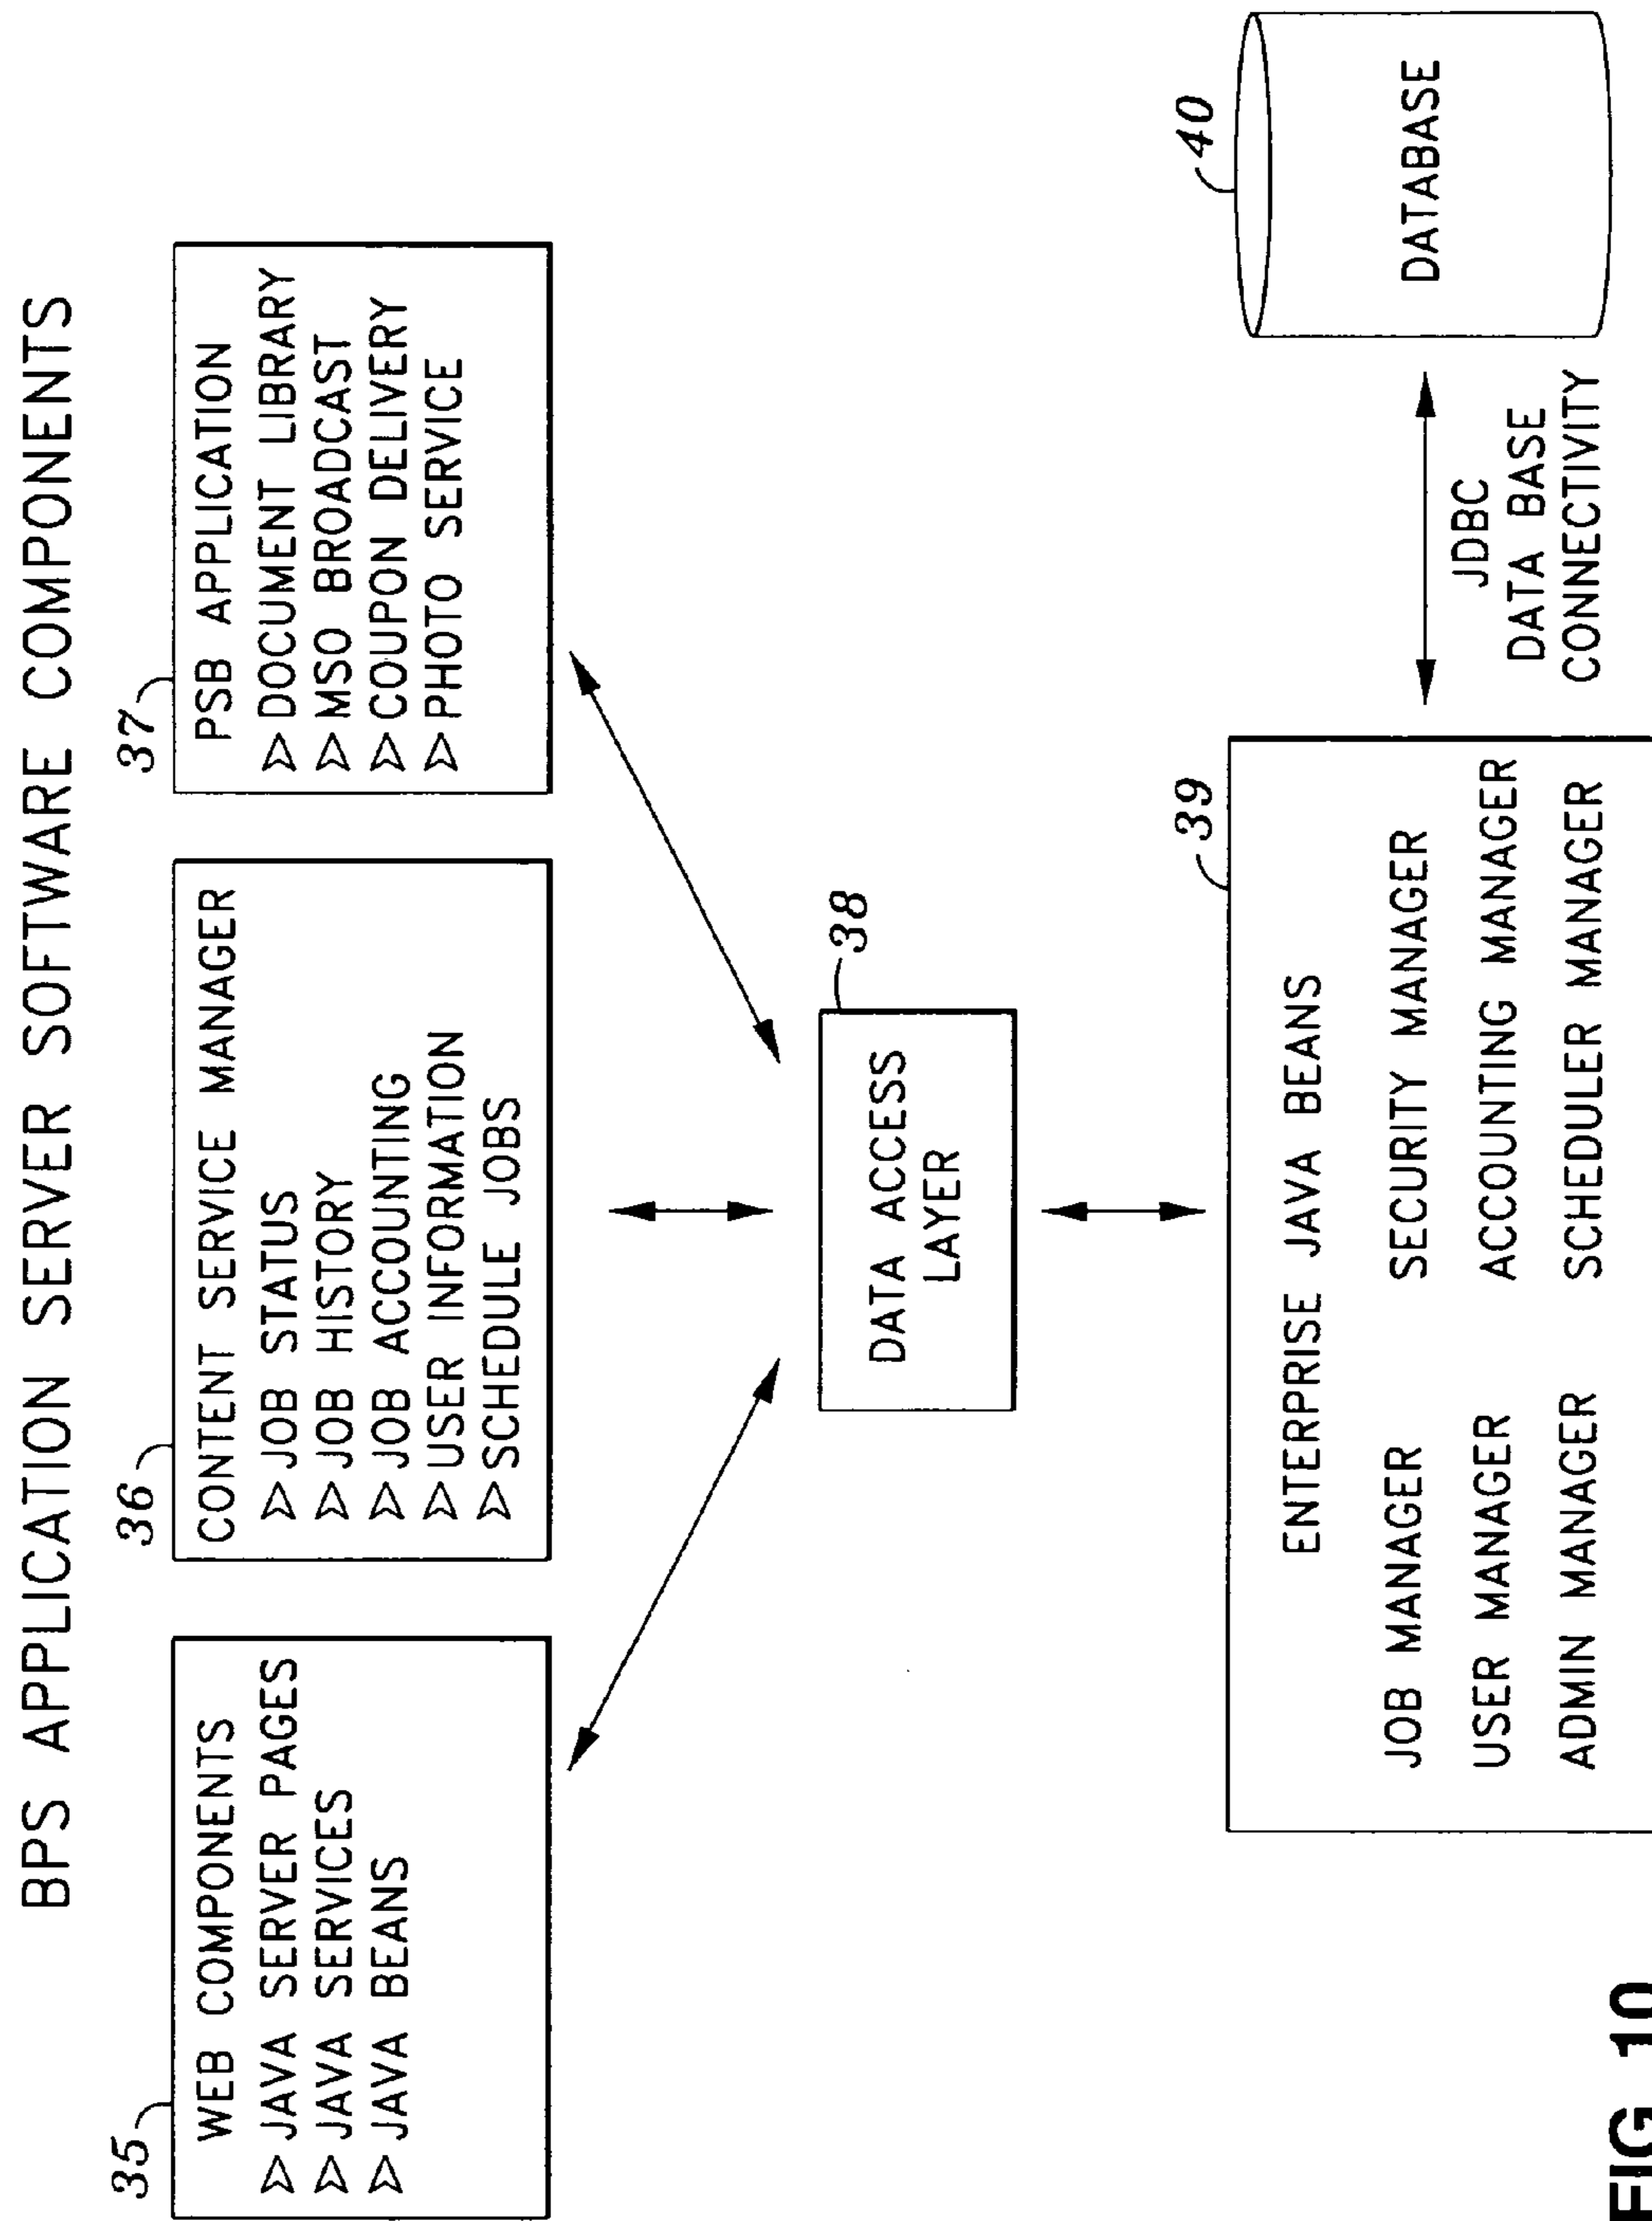 BPS APPLICATION SERVER SOFTWARE COMPONENTS
35
WEB COMPONENTS
➢ JAVA SERVER PAGES
➢ JAVA SERVICES
➢ JAVA BEANS
36
CONTENT SERVICE MANAGER
➢ JOB STATUS
➢ JOB HISTORY
➢ JOB ACCOUNTING
➢ USER INFORMATION
➢ SCHEDULE JOBS
37
PSB APPLICATION
➢ DOCUMENT LIBRARY
➢ MSO BROADCAST
➢ COUPON DELIVERY
➢ PHOTO SERVICE
38
DATA ACCESS
LAYER
39
ENTERPRISE JAVA BEANS
JOB MANAGER SECURITY MANAGER
USER MANAGER ACCOUNTING MANAGER
ADMIN MANAGER SCHEDULER MANAGER
JDBC
DATA BASE
CONNECTIVITY
40
DATABASE
FIG 10